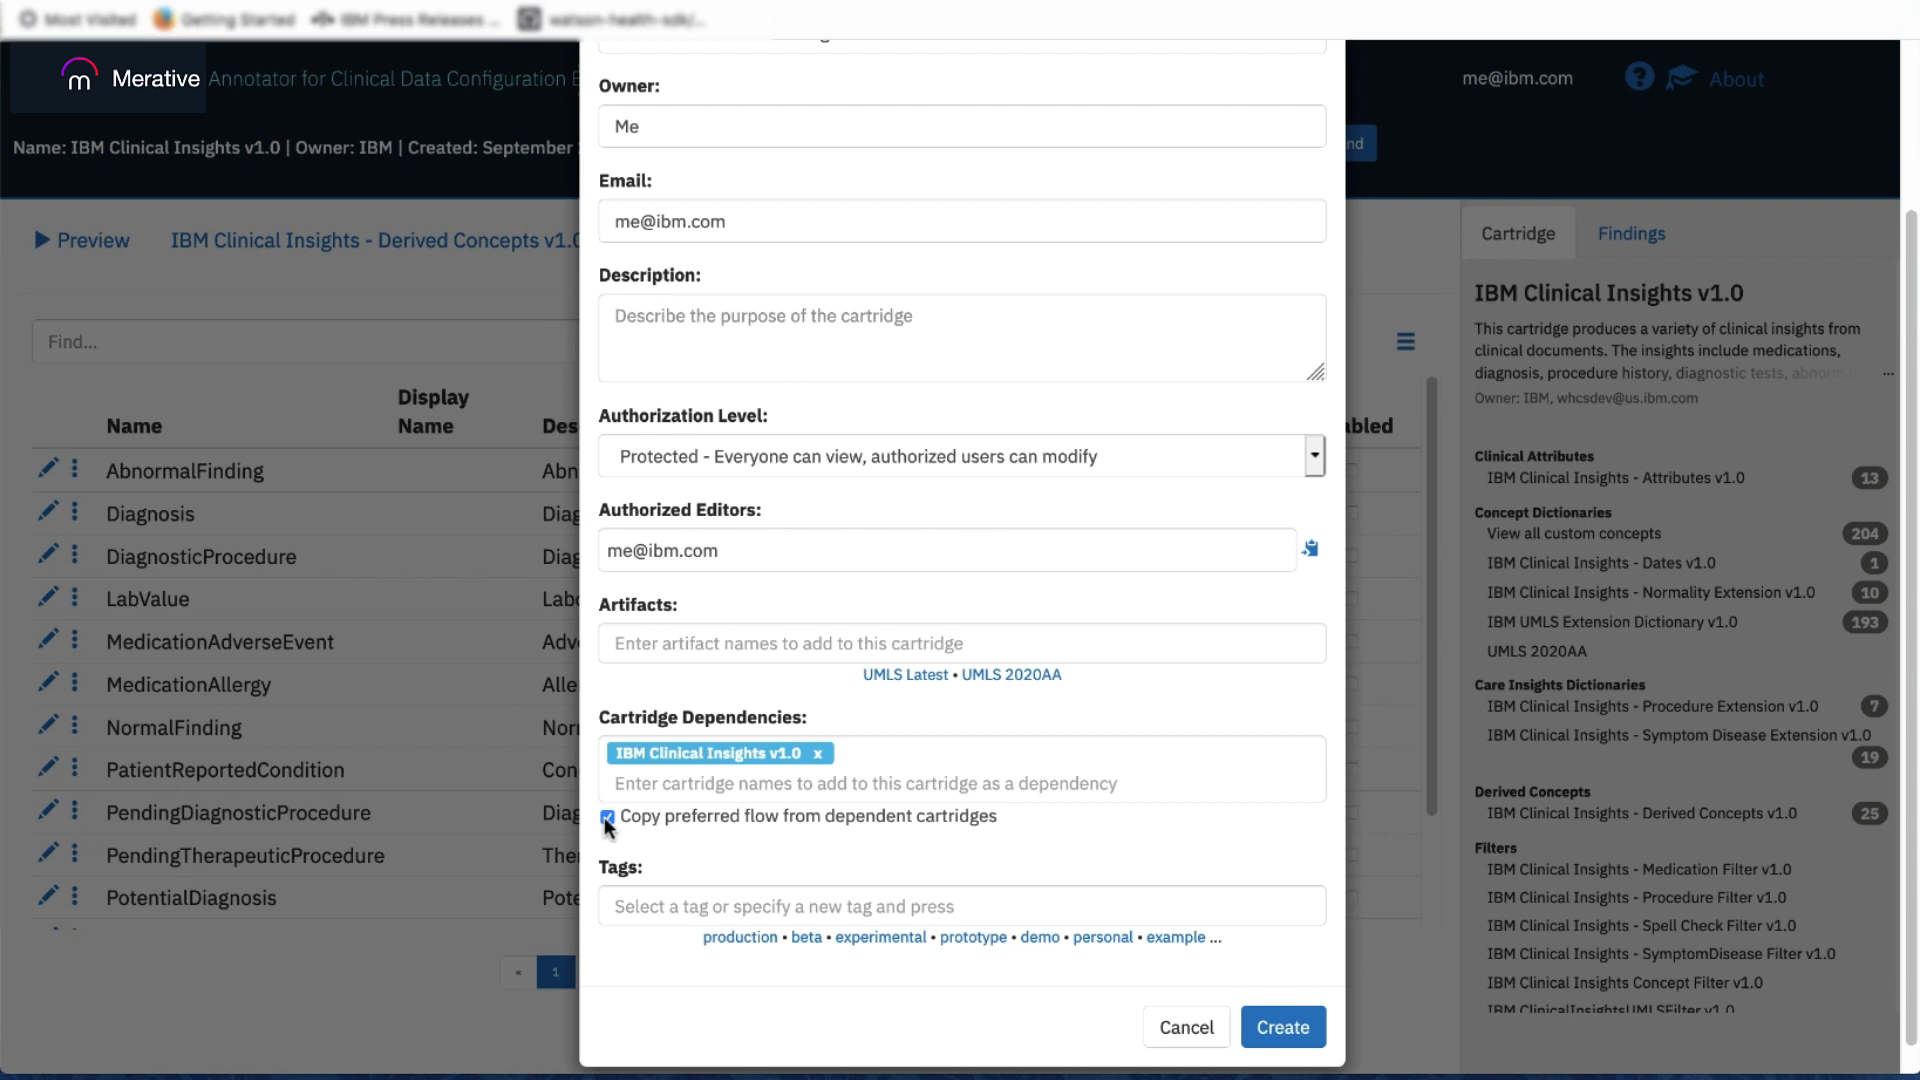 Most Visited Getting Started IBM Press Releases ... watson-health-sdk/...
Merative Annotator for Clinical Data Configuration E
me@ibm.com ? About
Name: IBM Clinical Insights v1.0 | Owner: IBM | Created: September
nd
Preview IBM Clinical Insights - Derived Concepts v1.0
Find...
Name Display Name Des abled
AbnormalFinding Abn
Diagnosis Diag
DiagnosticProcedure Diag
LabValue Labo
MedicationAdverseEvent Adv
MedicationAllergy Alle
NormalFinding Nor
PatientReportedCondition Con
PendingDiagnosticProcedure Diag
PendingTherapeuticProcedure The
PotentialDiagnosis Pote
« 1
Owner:
Me
Email:
me@ibm.com
Description:
Describe the purpose of the cartridge
Authorization Level:
Protected - Everyone can view, authorized users can modify
Authorized Editors:
me@ibm.com
Artifacts:
Enter artifact names to add to this cartridge
UMLS Latest • UMLS 2020AA
Cartridge Dependencies:
IBM Clinical Insights v1.0 x
Enter cartridge names to add to this cartridge as a dependency
Copy preferred flow from dependent cartridges
Tags:
Select a tag or specify a new tag and press
production • beta • experimental • prototype • demo • personal • example ...
Cancel Create
Cartridge Findings
IBM Clinical Insights v1.0
This cartridge produces a variety of clinical insights from
clinical documents. The insights include medications,
diagnosis, procedure history, diagnostic tests, abnorma ...
Owner: IBM, whcsdev@us.ibm.com
Clinical Attributes
IBM Clinical Insights - Attributes v1.0 13
Concept Dictionaries
View all custom concepts 204
IBM Clinical Insights - Dates v1.0 1
IBM Clinical Insights - Normality Extension v1.0 10
IBM UMLS Extension Dictionary v1.0 193
UMLS 2020AA
Care Insights Dictionaries
IBM Clinical Insights - Procedure Extension v1.0 7
IBM Clinical Insights - Symptom Disease Extension v1.0
19
Derived Concepts
IBM Clinical Insights - Derived Concepts v1.0 25
Filters
IBM Clinical Insights - Medication Filter v1.0
IBM Clinical Insights - Procedure Filter v1.0
IBM Clinical Insights - Spell Check Filter v1.0
IBM Clinical Insights - SymptomDisease Filter v1.0
IBM Clinical Insights Concept Filter v1.0
IBM ClinicalInsightsUMLSFilter v1.0